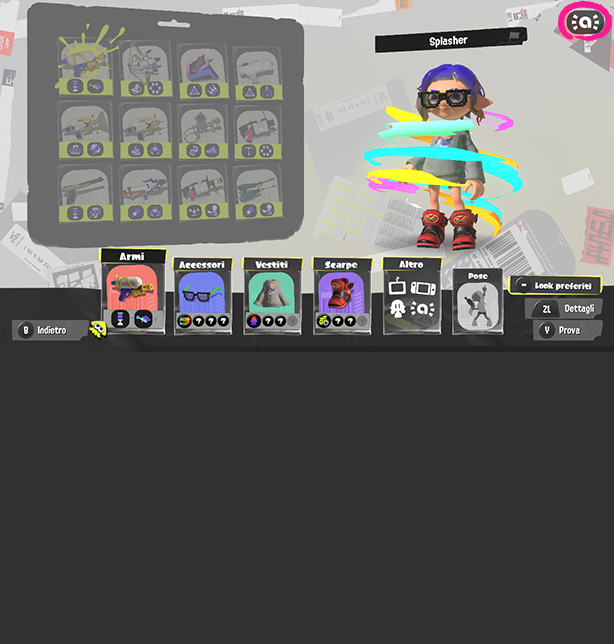 Splasher
Armi
Accessori
Vestiti
Scarpe
Altro
Pose
? ? ?
? ?
? ?
- Look preferiti
ZL Dettagli
B Indietro
Y Prova
a